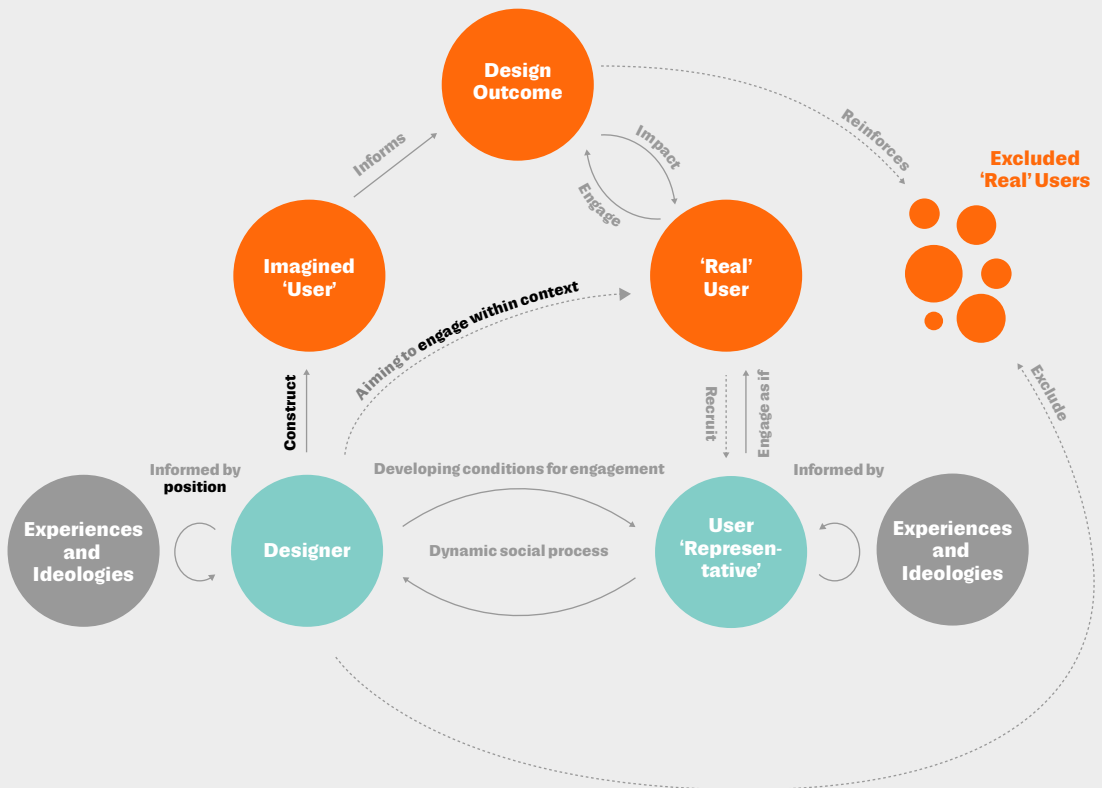 Design
Outcome
Informs
Impact
Engage
Reinforces
Excluded
‘Real’ Users
Imagined
‘User’
‘Real’
User
Aiming to engage within context
Construct
Recruit
Engage as if
Exclude
Informed by
position
Developing conditions for engagement
Informed by
Experiences
and
Ideologies
Designer
Dynamic social process
User
‘Represen-
tative’
Experiences
and
Ideologies